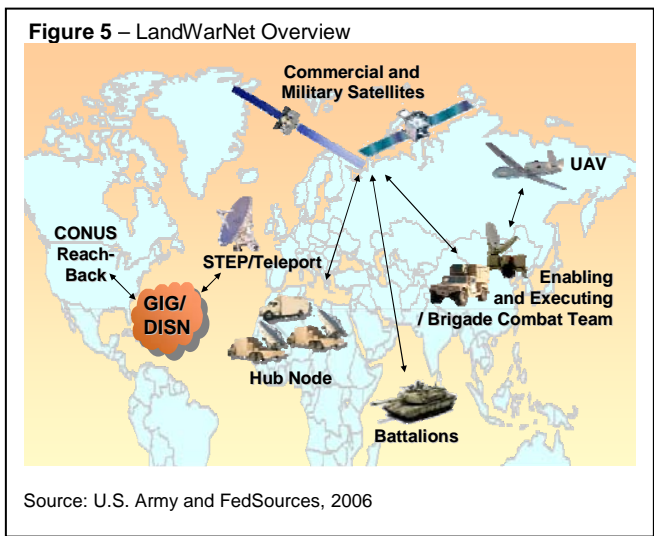 Figure 5 – LandWarNet Overview
Commercial and
Military Satellites
UAV
CONUS
Reach-
Back
STEP/Teleport
GIG/
DISN
Enabling
and Executing
/ Brigade Combat Team
Hub Node
Battalions
Source: U.S. Army and FedSources, 2006